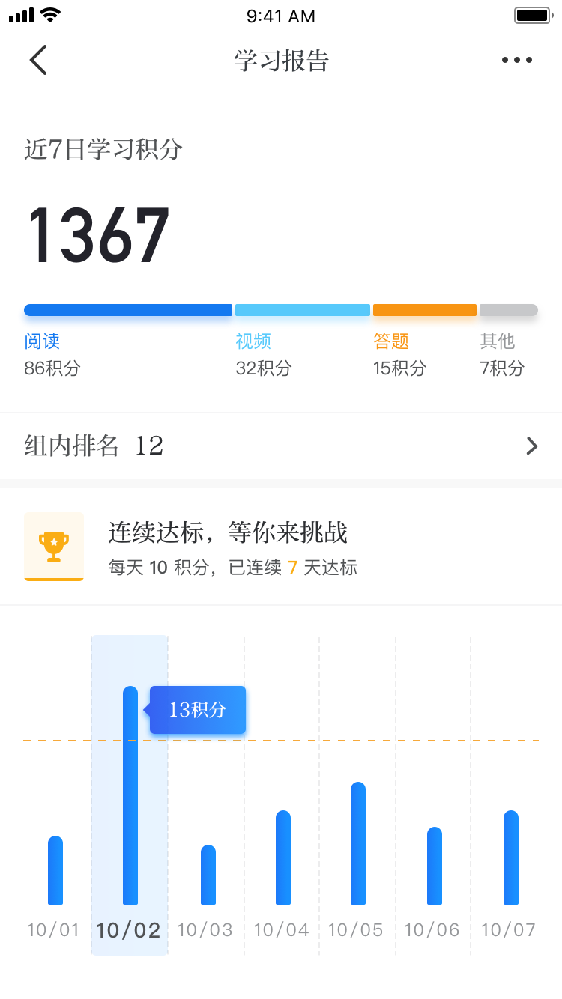 9:41 AM
学习报告
近7日学习积分
1367
阅读 视频 答题 其他
86积分 32积分 15积分 7积分
组内排名 12
连续达标，等你来挑战
每天 10 积分，已连续 7 天达标
13积分
10/01 10/02 10/03 10/04 10/05 10/06 10/07